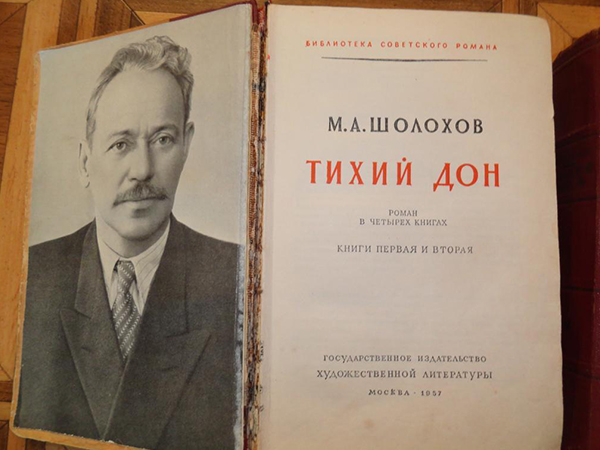 БИБЛИОТЕКА СОВЕТСКОГО РОМАНА
М.А.ШОЛОХОВ
ТИХИЙ ДОН
РОМАН
В ЧЕТЫРЕХ КНИГАХ
КНИГИ ПЕРВАЯ И ВТОРАЯ
ГОСУДАРСТВЕННОЕ ИЗДАТЕЛЬСТВО
ХУДОЖЕСТВЕННОЙ ЛИТЕРАТУРЫ
МОСКВА · 1957